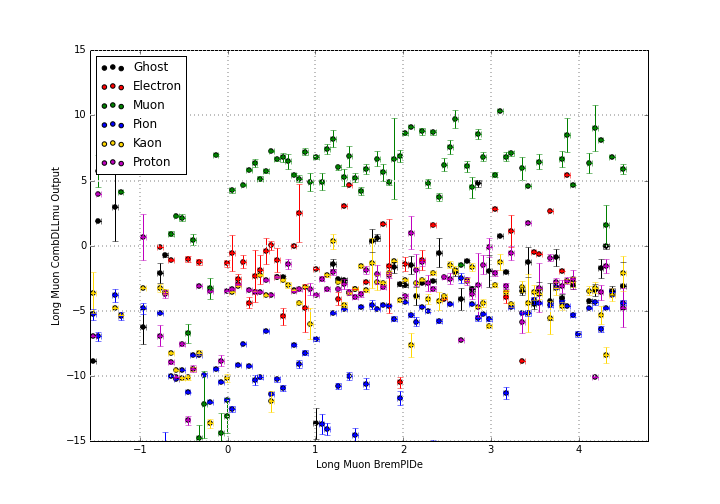 15
10
5
0
−5
−10
−15
−1
0
1
2
3
4
Long Muon CombDLLmu Output
Long Muon BremPIDe
Ghost
Electron
Muon
Pion
Kaon
Proton